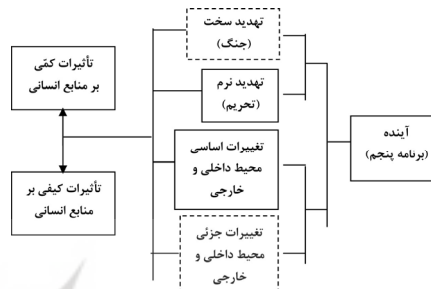 آینده
(برنامه پنجم)
تهدید سخت
(جنگ)
تهدید نرم
(تحریم)
تغییرات اساسی
محیط داخلی و
خارجی
تغییرات جزئی
محیط داخلی و
خارجی
تأثیرات کمّی
بر منابع انسانی
تأثیرات کیفی بر
منابع انسانی